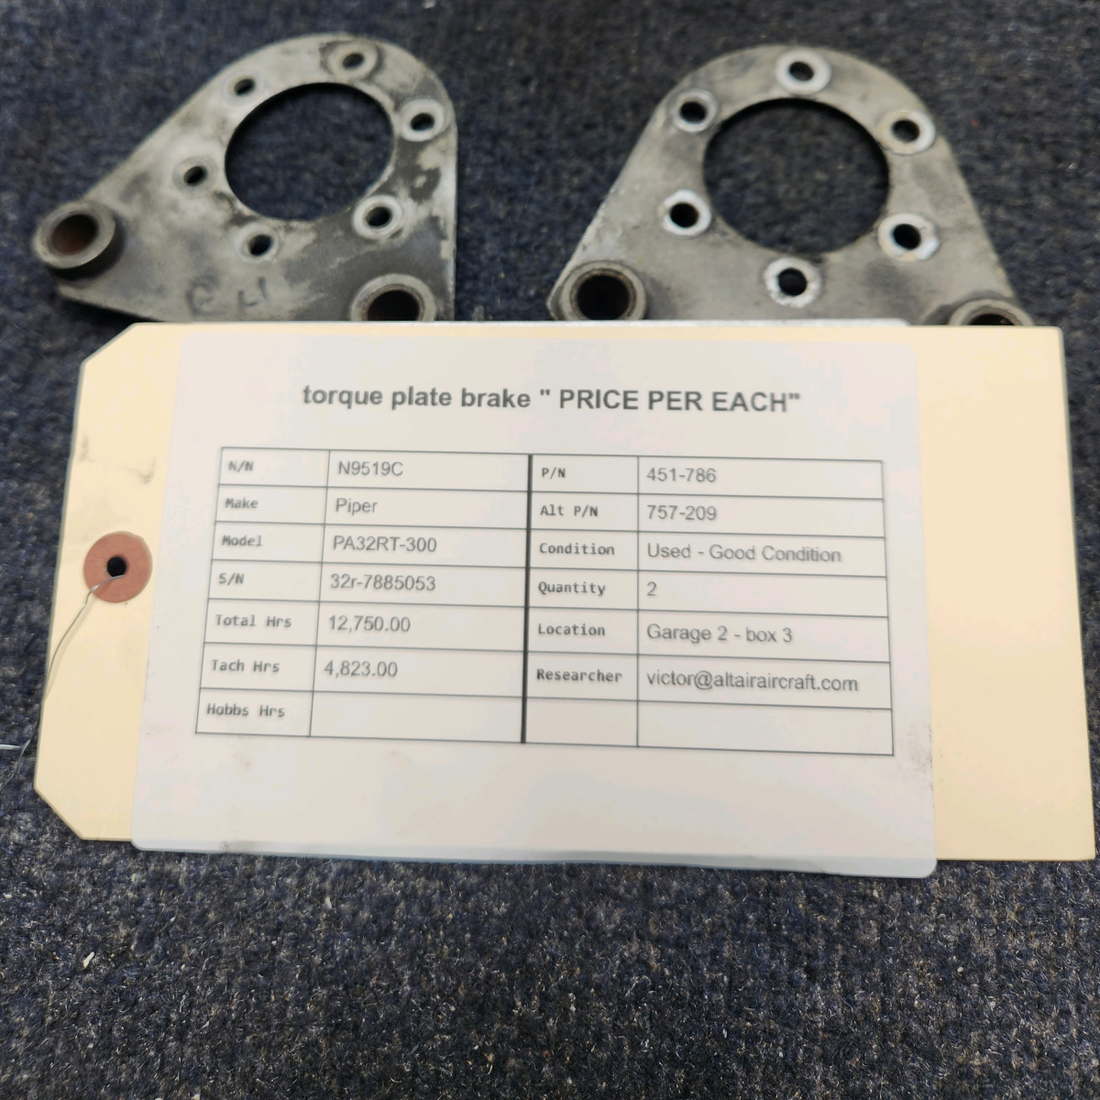 RH
torque plate brake " PRICE PER EACH"
N/N N9519C P/N 451-786
Make Piper Alt P/N 757-209
Model PA32RT-300 Condition Used - Good Condition
S/N 32r-7885053 Quantity 2
Total Hrs 12,750.00 Location Garage 2 - box 3
Tach Hrs 4,823.00 Researcher victor@altairaircraft.com
Hobbs Hrs